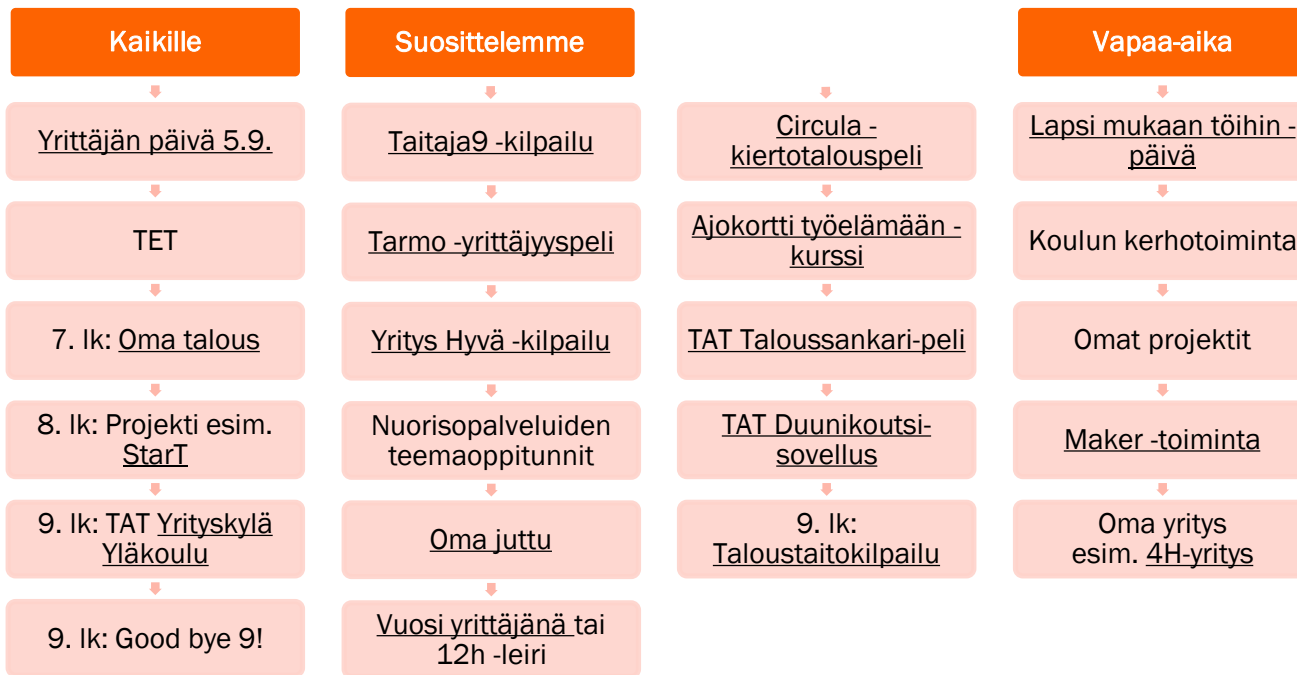 Kaikille
Yrittäjän päivä 5.9.
TET
7. lk: Oma talous
8. lk: Projekti esim.
StarT
9. lk: TAT Yrityskylä
Yläkoulu
9. lk: Good bye 9!
Suosittelemme
Taitaja9 -kilpailu
Tarmo -yrittäjyyspeli
Yritys Hyvä -kilpailu
Nuorisopalveluiden
teemaoppitunnit
Oma juttu
Vuosi yrittäjänä tai
12h -leiri
Circula -
kiertotalouspeli
Ajokortti työelämään -
kurssi
TAT Taloussankari-peli
TAT Duunikoutsi-
sovellus
9. lk:
Taloustaitokilpailu
Vapaa-aika
Lapsi mukaan töihin -
päivä
Koulun kerhotoiminta
Omat projektit
Maker -toiminta
Oma yritys
esim. 4H-yritys